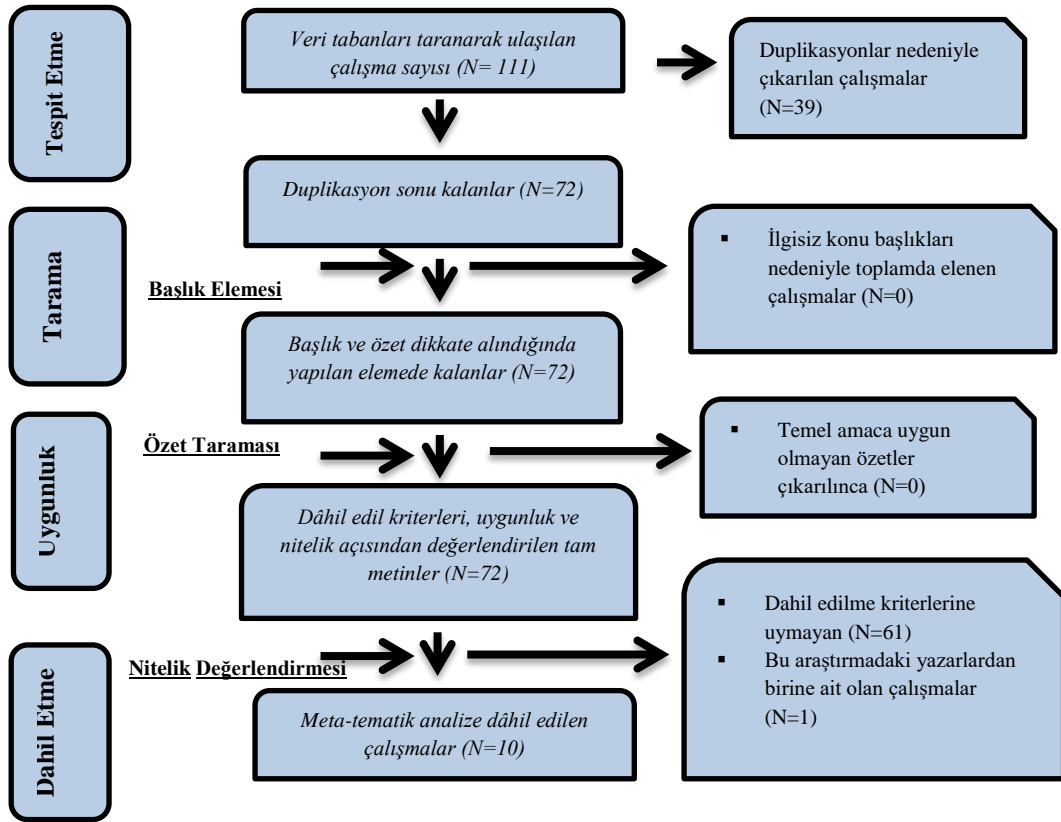 Tespit Etme
Veri tabanları taranarak ulaşılan
çalışma sayısı (N= 111)
Duplikasyonlar nedeniyle
çıkarılan çalışmalar
(N=39)
Duplikasyon sonu kalanlar (N=72)
Tarama
Başlık Elemesi
▪ İlgisiz konu başlıkları
nedeniyle toplamda elenen
çalışmalar (N=0)
Başlık ve özet dikkate alındığında
yapılan elemede kalanlar (N=72)
Uygunluk
Özet Taraması
▪ Temel amaca uygun
olmayan özetler
çıkarılınca (N=0)
Dâhil edil kriterleri, uygunluk ve
nitelik açısından değerlendirilen tam
metinler (N=72)
Dahil Etme
Nitelik Değerlendirmesi
▪ Dahil edilme kriterlerine
uymayan (N=61)
▪ Bu araştırmadaki yazarlardan
birine ait olan çalışmalar
(N=1)
Meta-tematik analize dâhil edilen
çalışmalar (N=10)